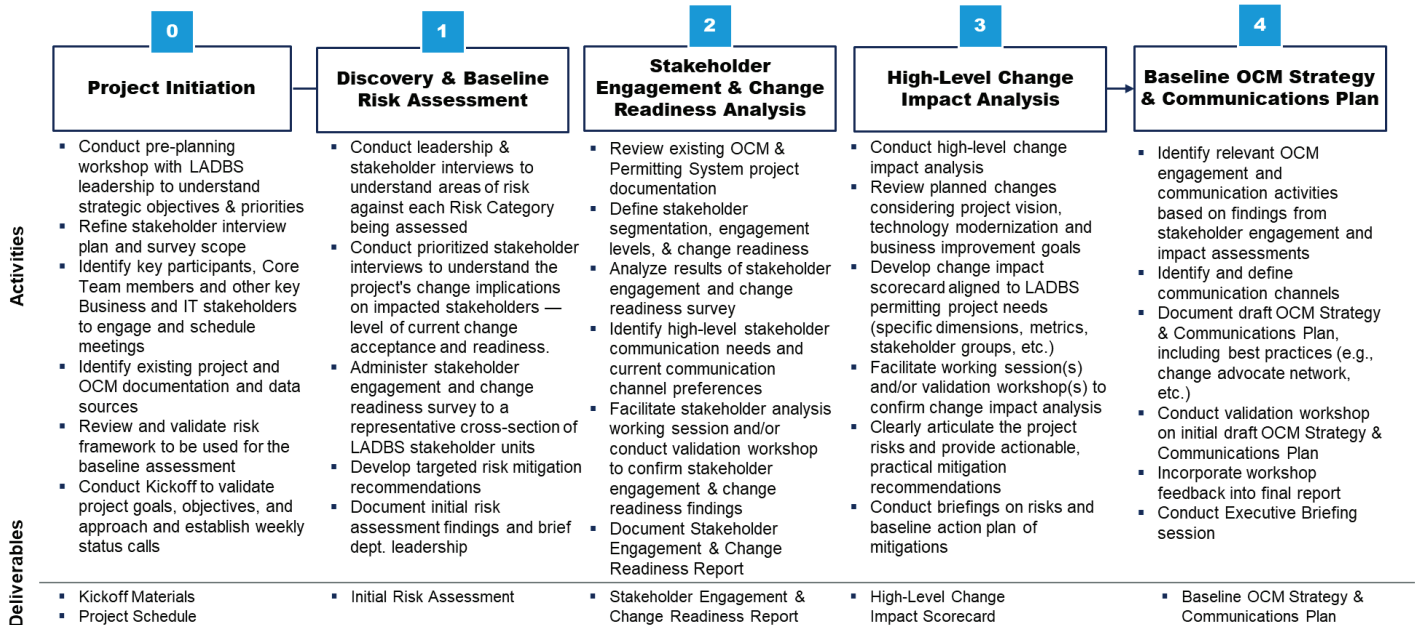 0
Project Initiation
1
Discovery & Baseline
Risk Assessment
2
Stakeholder
Engagement & Change
Readiness Analysis
3
High-Level Change
Impact Analysis
4
Baseline OCM Strategy
& Communications Plan
Activities
▪ Conduct pre-planning
workshop with LADBS
leadership to understand
strategic objectives & priorities
▪ Refine stakeholder interview
plan and survey scope
▪ Identify key participants, Core
Team members and other key
Business and IT stakeholders
to engage and schedule
meetings
▪ Identify existing project and
OCM documentation and data
sources
▪ Review and validate risk
framework to be used for the
baseline assessment
▪ Conduct Kickoff to validate
project goals, objectives, and
approach and establish weekly
status calls
▪ Conduct leadership &
stakeholder interviews to
understand areas of risk
against each Risk Category
being assessed
▪ Conduct prioritized stakeholder
interviews to understand the
project's change implications
on impacted stakeholders —
level of current change
acceptance and readiness.
▪ Administer stakeholder
engagement and change
readiness survey to a
representative cross-section of
LADBS stakeholder units
▪ Develop targeted risk mitigation
recommendations
▪ Document initial risk
assessment findings and brief
dept. leadership
▪ Review existing OCM &
Permitting System project
documentation
▪ Define stakeholder
segmentation, engagement
levels, & change readiness
▪ Analyze results of stakeholder
engagement and change
readiness survey
▪ Identify high-level stakeholder
communication needs and
current communication
channel preferences
▪ Facilitate stakeholder analysis
working session and/or
conduct validation workshop
to confirm stakeholder
engagement & change
readiness findings
▪ Document Stakeholder
Engagement & Change
Readiness Report
▪ Conduct high-level change
impact analysis
▪ Review planned changes
considering project vision,
technology modernization and
business improvement goals
▪ Develop change impact
scorecard aligned to LADBS
permitting project needs
(specific dimensions, metrics,
stakeholder groups, etc.)
▪ Facilitate working session(s)
and/or validation workshop(s) to
confirm change impact analysis
▪ Clearly articulate the project
risks and provide actionable,
practical mitigation
recommendations
▪ Conduct briefings on risks and
baseline action plan of
mitigations
▪ Identify relevant OCM
engagement and
communication activities
based on findings from
stakeholder engagement and
impact assessments
▪ Identify and define
communication channels
▪ Document draft OCM Strategy
& Communications Plan,
including best practices (e.g.,
change advocate network,
etc.)
▪ Conduct validation workshop
on initial draft OCM Strategy &
Communications Plan
▪ Incorporate workshop
feedback into final report
▪ Conduct Executive Briefing
session
Deliverables
▪ Kickoff Materials
▪ Project Schedule
▪ Initial Risk Assessment
▪ Stakeholder Engagement &
Change Readiness Report
▪ High-Level Change
Impact Scorecard
▪ Baseline OCM Strategy &
Communications Plan